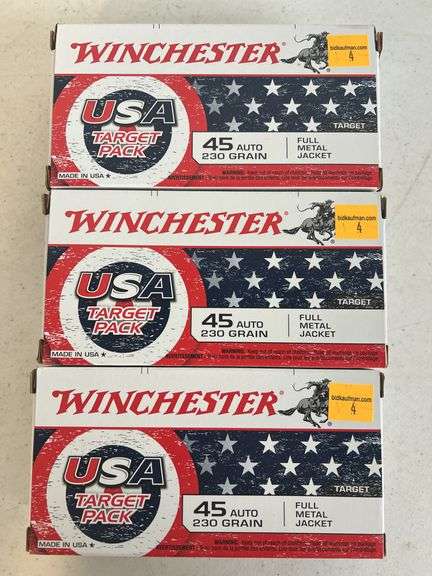 WINCHESTER
bidkaufman.com
4
USA
TARGET
PACK
TARGET
45 AUTO
230 GRAIN
FULL
METAL
JACKET
MADE IN USA ★
WINCHESTER
bidkaufman.com
4
USA
TARGET
PACK
TARGET
45 AUTO
230 GRAIN
FULL
METAL
JACKET
MADE IN USA ★
WINCHESTER
bidkaufman.com
4
USA
TARGET
PACK
TARGET
45 AUTO
230 GRAIN
FULL
METAL
JACKET
MADE IN USA ★